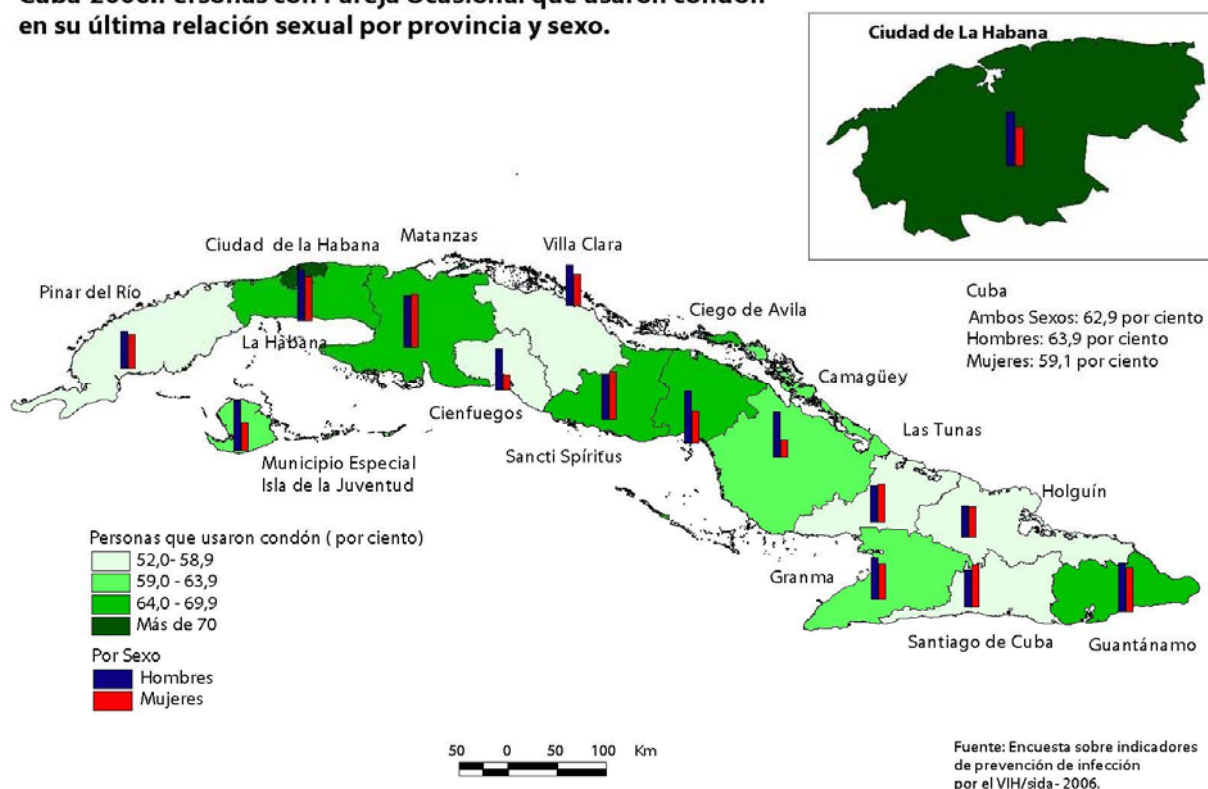 en su última relación sexual por provincia y sexo.
Ciudad de La Habana
Ciudad de la Habana
Matanzas
Villa Clara
Pinar del Río
Ciego de Avila
Cuba
Ambos Sexos: 62,9 por ciento
Hombres: 63,9 por ciento
Mujeres: 59,1 por ciento
La Habana
Camagüey
Cienfuegos
Las Tunas
Sancti Spíritus
Municipio Especial
Isla de la Juventud
Holguín
Personas que usaron condón ( por ciento)
52,0- 58,9
59,0 - 63,9
64,0 - 69,9
Más de 70
Granma
Santiago de Cuba
Guantánamo
Por Sexo
Hombres
Mujeres
50 0 50 100 Km
Fuente: Encuesta sobre indicadores
de prevención de infección
por el VIH/sida- 2006.